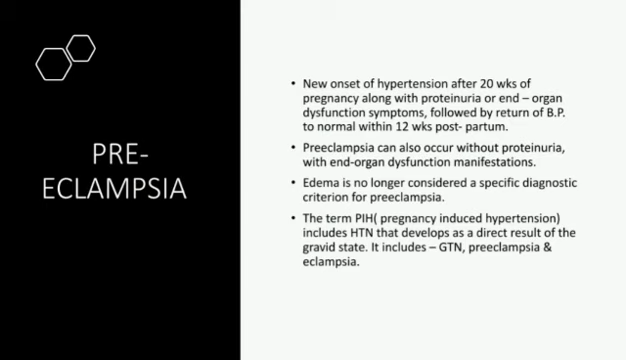 PRE-
ECLAMPSIA
• New onset of hypertension after 20 wks of
pregnancy along with proteinuria or end – organ
dysfunction symptoms, followed by return of B.P.
to normal within 12 wks post- partum.
• Preeclampsia can also occur without proteinuria,
with end-organ dysfunction manifestations.
• Edema is no longer considered a specific diagnostic
criterion for preeclampsia.
• The term PIH( pregnancy induced hypertension)
includes HTN that develops as a direct result of the
gravid state. It includes – GTN, preeclampsia &
eclampsia.